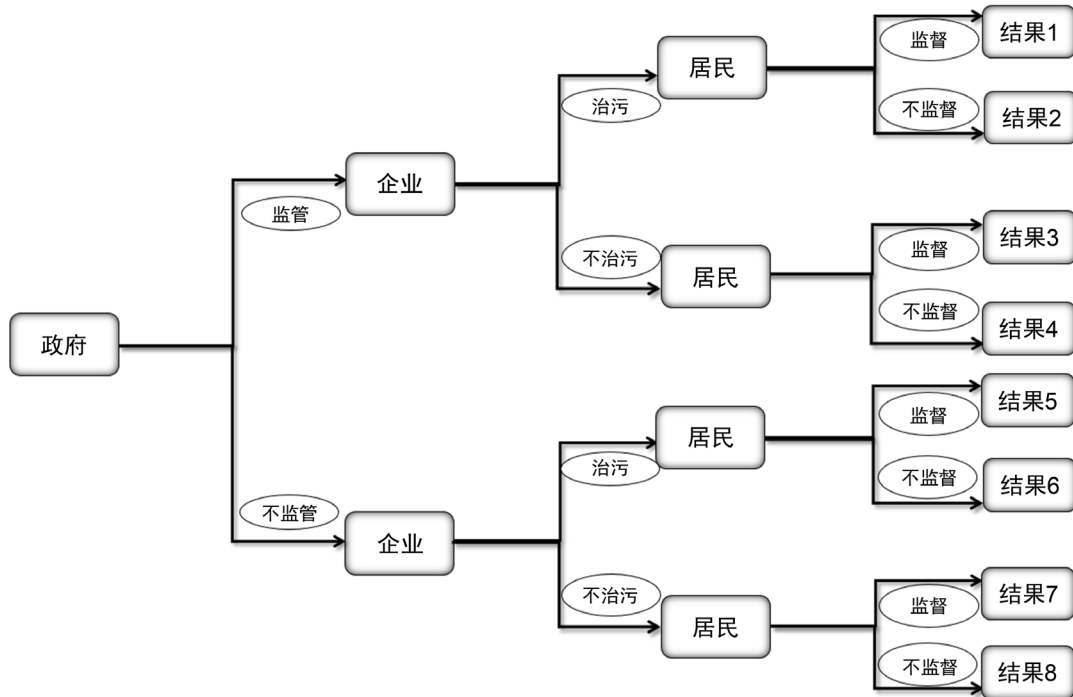 政府
监管
不监管
企业
企业
治污
不治污
治污
不治污
居民
居民
居民
居民
监督
不监督
监督
不监督
监督
不监督
监督
不监督
结果1
结果2
结果3
结果4
结果5
结果6
结果7
结果8